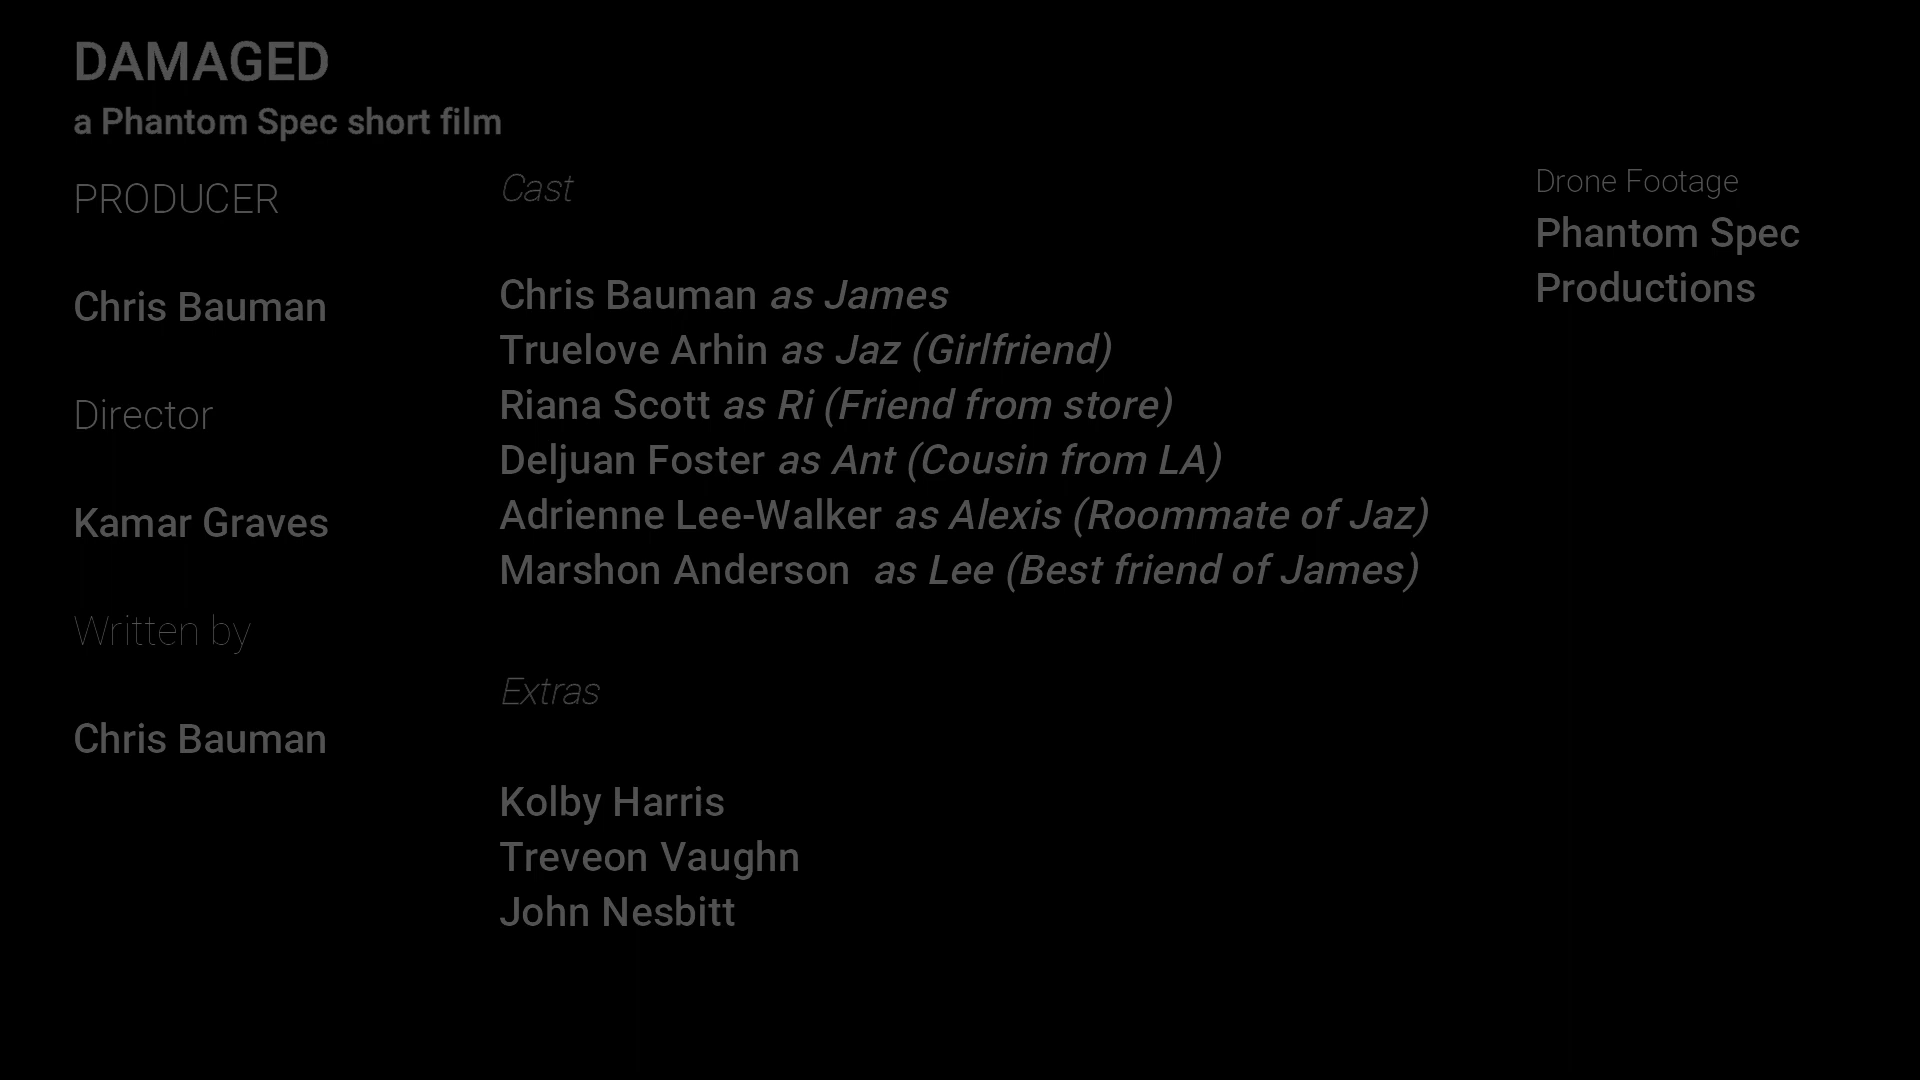 DAMAGED
a Phantom Spec short film
PRODUCER
Chris Bauman
Director
Kamar Graves
Written by
Chris Bauman
Cast
Chris Bauman as James
Truelove Arhin as Jaz (Girlfriend)
Riana Scott as Ri (Friend from store)
Deljuan Foster as Ant (Cousin from LA)
Adrienne Lee-Walker as Alexis (Roommate of Jaz)
Marshon Anderson as Lee (Best friend of James)
Extras
Kolby Harris
Treveon Vaughn
John Nesbitt
Drone Footage
Phantom Spec
Productions